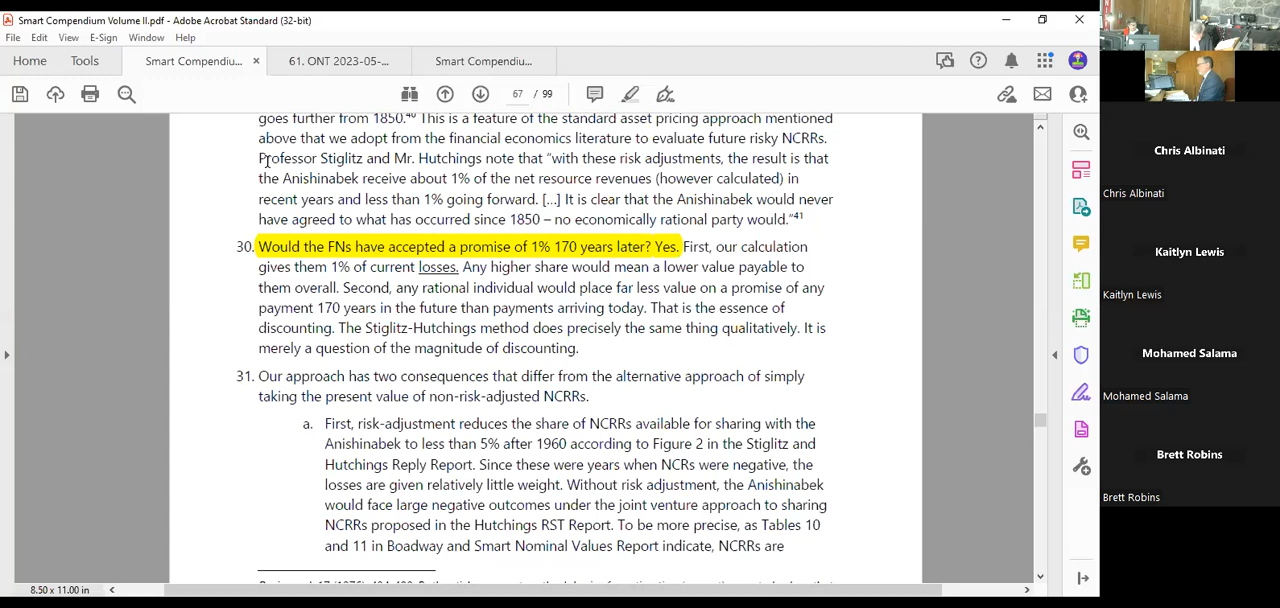 Smart Compendium Volume II.pdf - Adobe Acrobat Standard (32-bit)
File Edit View E-Sign Window Help
Home Tools Smart Compendiu... × 61. ONT 2023-05-... Smart Compendiu...
67 / 99
goes further from 1850.⁴⁰ This is a feature of the standard asset pricing approach mentioned
above that we adopt from the financial economics literature to evaluate future risky NCRRs.
Professor Stiglitz and Mr. Hutchings note that “with these risk adjustments, the result is that
the Anishinabek receive about 1% of the net resource revenues (however calculated) in
recent years and less than 1% going forward. [...] It is clear that the Anishinabek would never
have agreed to what has occurred since 1850 – no economically rational party would.”⁴¹
30. Would the FNs have accepted a promise of 1% 170 years later? Yes. First, our calculation
gives them 1% of current losses. Any higher share would mean a lower value payable to
them overall. Second, any rational individual would place far less value on a promise of any
payment 170 years in the future than payments arriving today. That is the essence of
discounting. The Stiglitz-Hutchings method does precisely the same thing qualitatively. It is
merely a question of the magnitude of discounting.
31. Our approach has two consequences that differ from the alternative approach of simply
taking the present value of non-risk-adjusted NCRRs.
a. First, risk-adjustment reduces the share of NCRRs available for sharing with the
Anishinabek to less than 5% after 1960 according to Figure 2 in the Stiglitz and
Hutchings Reply Report. Since these were years when NCRs were negative, the
losses are given relatively little weight. Without risk adjustment, the Anishinabek
would face large negative outcomes under the joint venture approach to sharing
NCRRs proposed in the Hutchings RST Report. To be more precise, as Tables 10
and 11 in Boadway and Smart Nominal Values Report indicate, NCRRs are
8.50 x 11.00 in
Chris Albinati
Chris Albinati
Kaitlyn Lewis
Kaitlyn Lewis
Mohamed Salama
Mohamed Salama
Brett Robins
Brett Robins